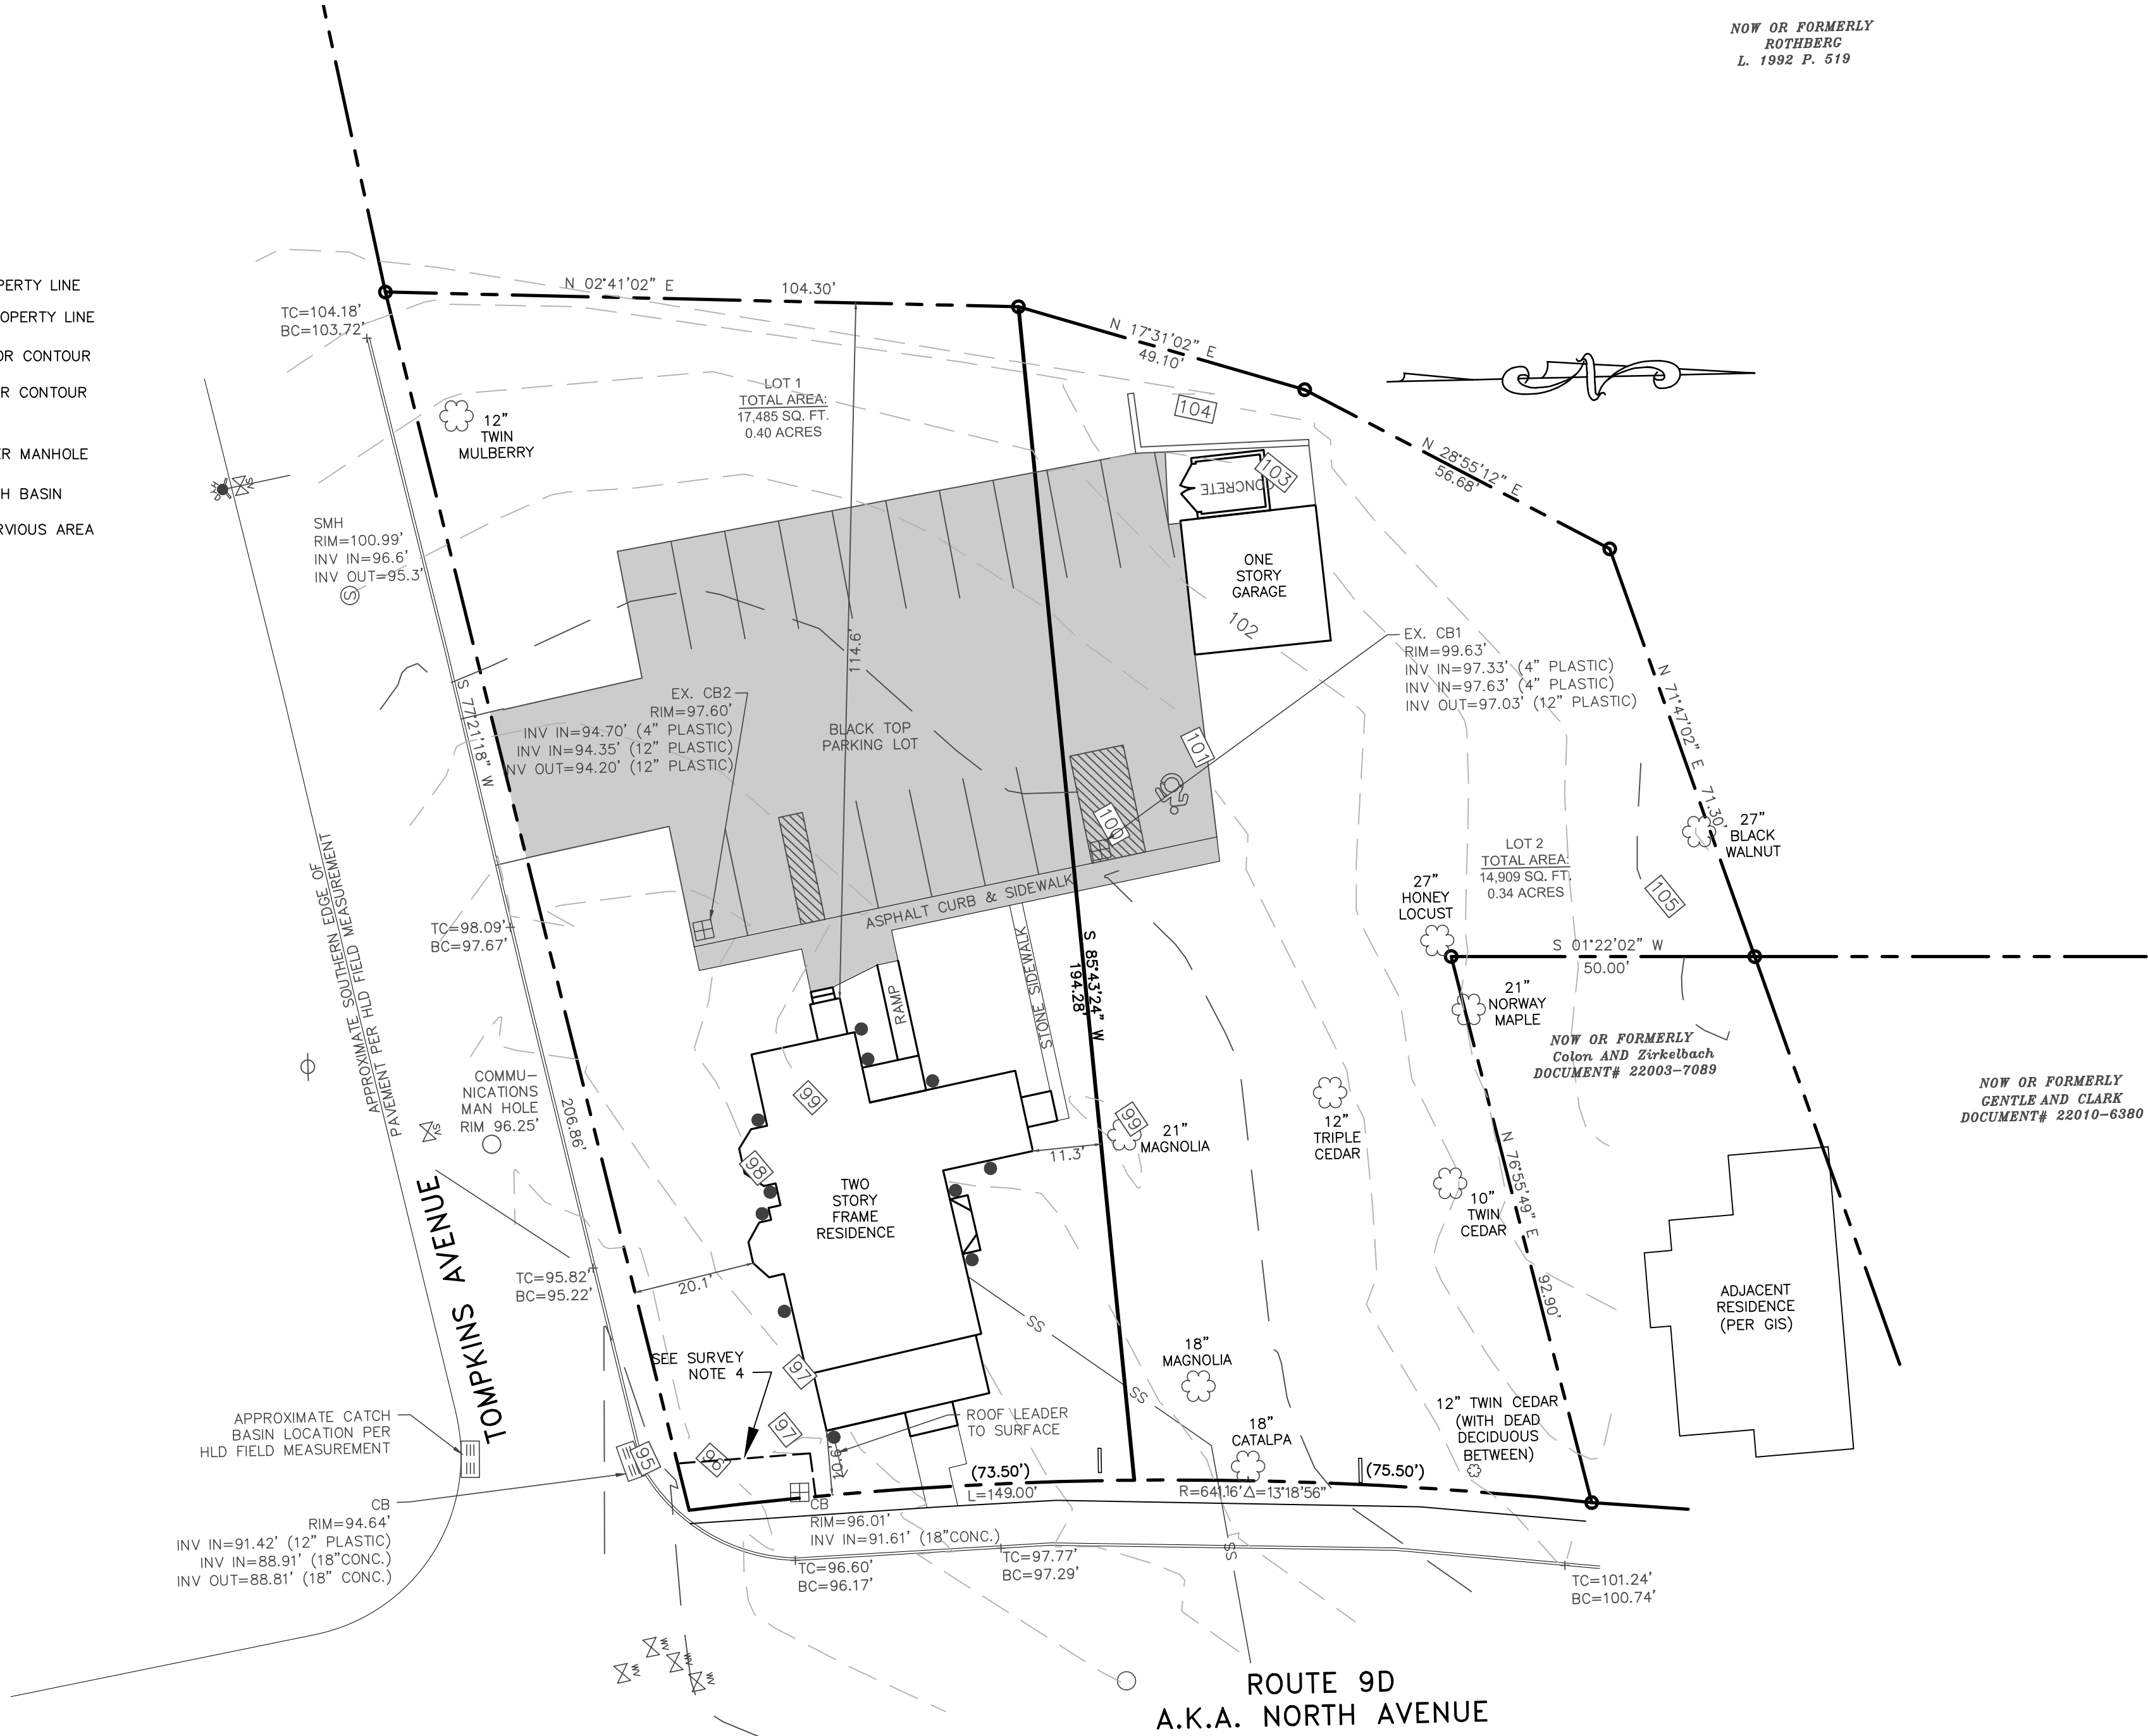 NOW OR FORMERLY
ROTHBERG
L. 1992 P. 519
PERTY LINE
OPERTY LINE
OR CONTOUR
R CONTOUR
ER MANHOLE
H BASIN
RVIOUS AREA
TC=104.18'
BC=103.72'
N 02°41'02" E
104.30'
N 17°31'02" E
49.10'
N 28°55'12" E
56.68'
LOT 1
TOTAL AREA:
17,485 SQ. FT.
0.40 ACRES
12"
TWIN
MULBERRY
104
103
CONCRETE
ONE
STORY
GARAGE
102
HYD
SV
SMH
RIM=100.99'
INV IN=96.6'
INV OUT=95.3'
S
114.6'
EX. CB1
RIM=99.63'
INV IN=97.33' (4" PLASTIC)
INV IN=97.63' (4" PLASTIC)
INV OUT=97.03' (12" PLASTIC)
N 71°47'02" E
71.30'
S 77°21'18" W
206.86'
EX. CB2
RIM=97.60'
INV IN=94.70' (4" PLASTIC)
INV IN=94.35' (12" PLASTIC)
INV OUT=94.20' (12" PLASTIC)
BLACK TOP
PARKING LOT
101
100
27"
BLACK
WALNUT
LOT 2
TOTAL AREA:
14,909 SQ. FT.
0.34 ACRES
105
27"
HONEY
LOCUST
ASPHALT CURB & SIDEWALK
APPROXIMATE SOUTHERN EDGE OF
PAVEMENT PER HLD FIELD MEASUREMENT
TC=98.09'
BC=97.67'
STONE SIDEWALK
S 85°43'24" W
194.28'
S 01°22'02" W
50.00'
RAMP
21"
NORWAY
MAPLE
NOW OR FORMERLY
Colon AND Zirkelbach
DOCUMENT# 22003-7089
NOW OR FORMERLY
GENTLE AND CLARK
DOCUMENT# 22010-6380
COMMU-
NICATIONS
MAN HOLE
RIM 96.25'
SV
99
98
99
21"
MAGNOLIA
11.3'
12"
TRIPLE
CEDAR
10"
TWIN
CEDAR
N 76°55'49" E
92.90'
TWO
STORY
FRAME
RESIDENCE
TOMPKINS AVENUE
TC=95.82'
BC=95.22'
20.1'
SS
ADJACENT
RESIDENCE
(PER GIS)
SEE SURVEY
NOTE 4
97
97
96
95
18"
MAGNOLIA
SS
ROOF LEADER
TO SURFACE
10.9'
18"
CATALPA
12" TWIN CEDAR
(WITH DEAD
DECIDUOUS
BETWEEN)
APPROXIMATE CATCH
BASIN LOCATION PER
HLD FIELD MEASUREMENT
(73.50')
L=149.00'
R=641.16' Δ=13°18'56"
(75.50')
CB
RIM=94.64'
INV IN=91.42' (12" PLASTIC)
INV IN=88.91' (18"CONC.)
INV OUT=88.81' (18" CONC.)
CB
RIM=96.01'
INV IN=91.61' (18"CONC.)
SS
TC=96.60'
BC=96.17'
TC=97.77'
BC=97.29'
TC=101.24'
BC=100.74'
WV
WV
WV
WV
ROUTE 9D
A.K.A. NORTH AVENUE